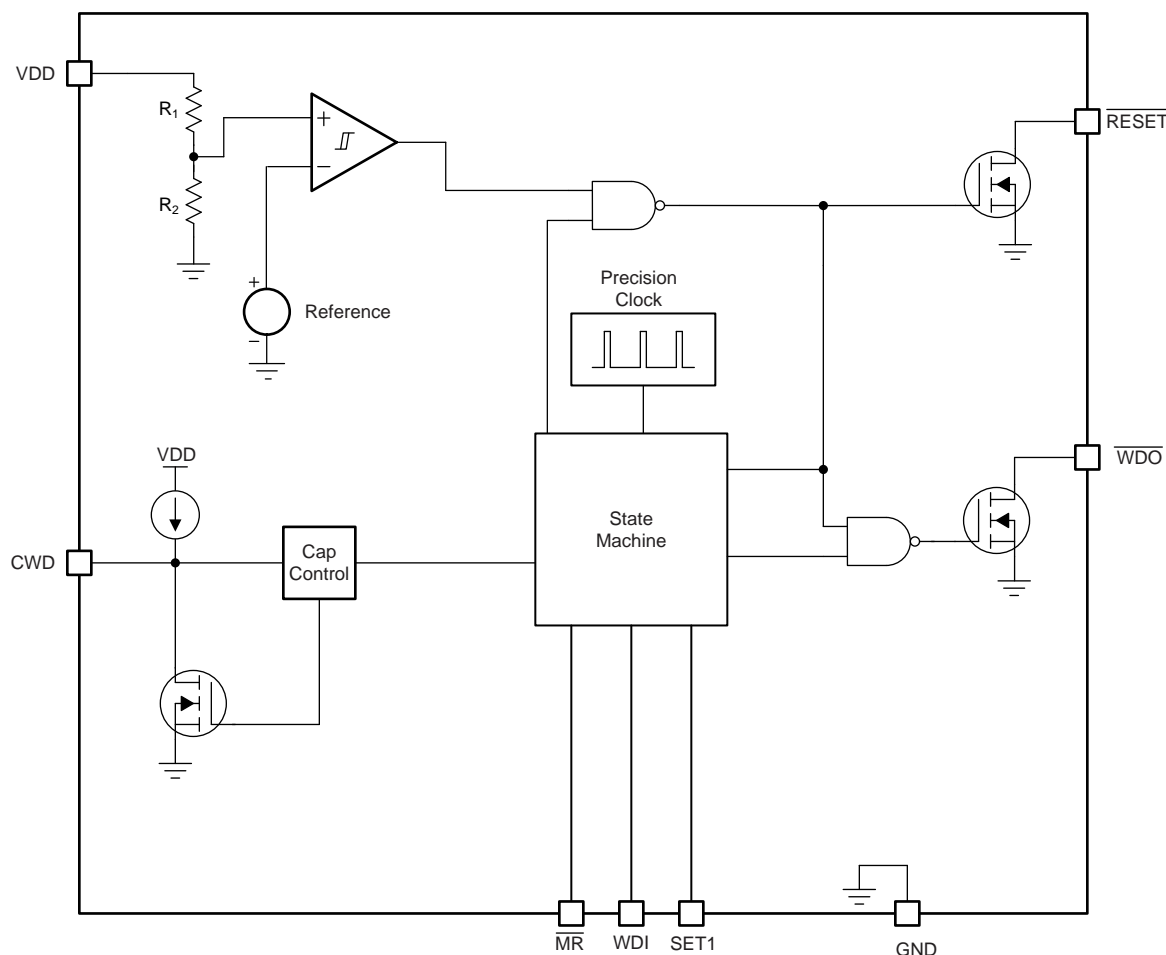 VDD
R₁
R₂
+
−
+
−
Reference
RESET
Precision
Clock
VDD
CWD
Cap
Control
State
Machine
WDO
MR
WDI
SET1
GND